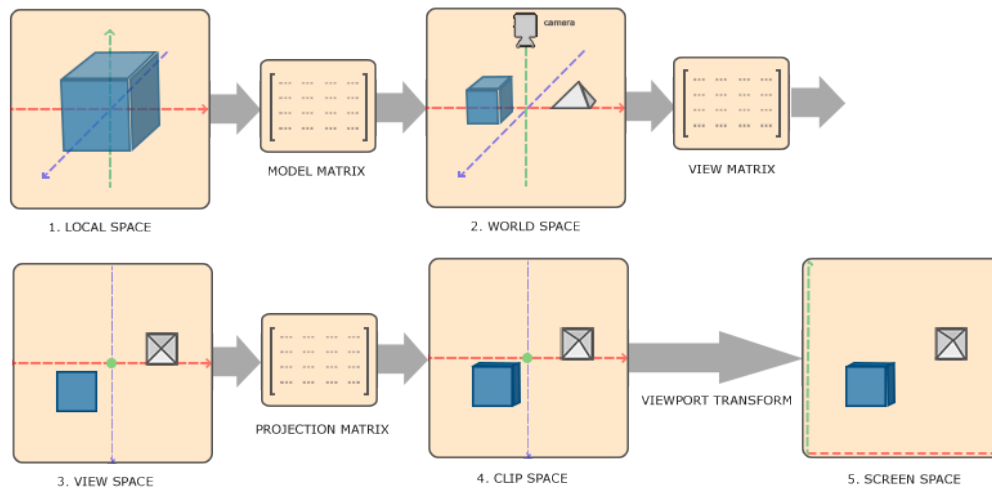 camera
MODEL MATRIX
VIEW MATRIX
1. LOCAL SPACE
2. WORLD SPACE
PROJECTION MATRIX
VIEWPORT TRANSFORM
3. VIEW SPACE
4. CLIP SPACE
5. SCREEN SPACE